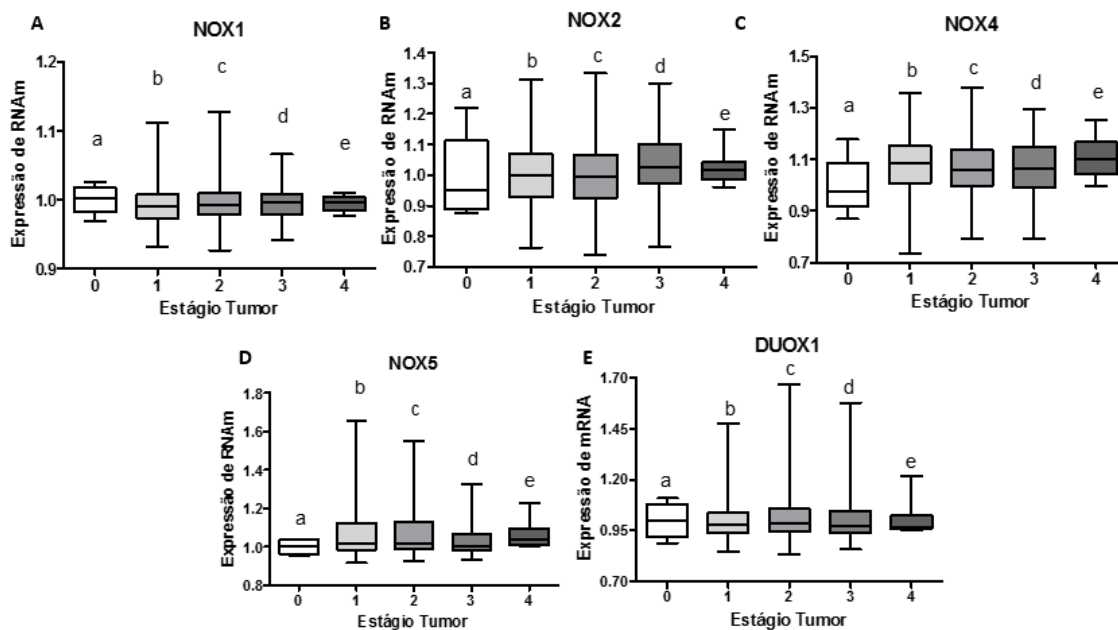 A
NOX1
Expressão de RNAm
1.2
1.1
1.0
0.9
a
b
c
d
e
0 1 2 3 4
Estágio Tumor
B
NOX2
Expressão de RNAm
1.4
1.3
1.2
1.1
1.0
0.9
0.8
0.7
a
b
c
d
e
0 1 2 3 4
Estágio Tumor
C
NOX4
Expressão de RNAm
1.5
1.3
1.1
0.9
0.7
a
b
c
d
e
0 1 2 3 4
Estágio Tumor
D
NOX5
Expressão de RNAm
1.8
1.6
1.4
1.2
1.0
0.8
a
b
c
d
e
0 1 2 3 4
Estágio Tumor
E
DUOX1
Expressão de mRNA
1.70
1.45
1.20
0.95
0.70
a
b
c
d
e
0 1 2 3 4
Estágio Tumor